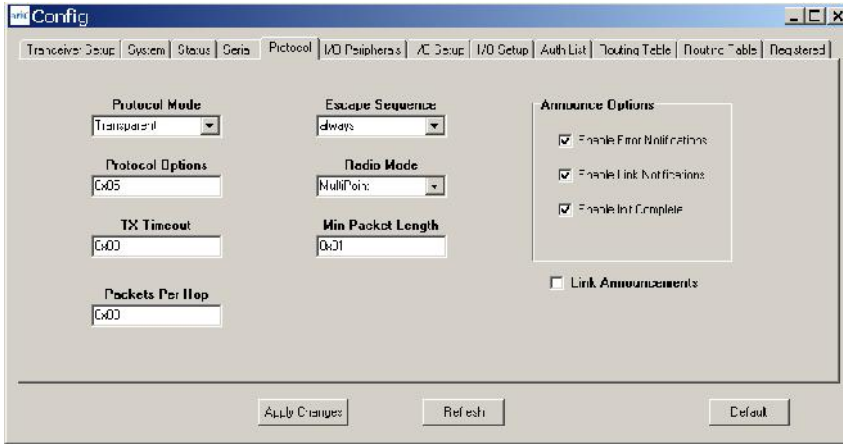 Config
Tranceiver Setup System Status Serial Protocol I/O Peripherals I/O Setup I/O Setup Auth List Routing Table Routing Table Registered
Protocol Mode
Transparent
Protocol Options
0x05
TX Timeout
0x00
Packets Per Hop
0x00
Escape Sequence
always
Radio Mode
MultiPoint
Min Packet Length
0x01
Announce Options
Enable Error Notifications
Enable Link Notifications
Enable Init Complete
Link Announcements
Apply Changes
Refresh
Default